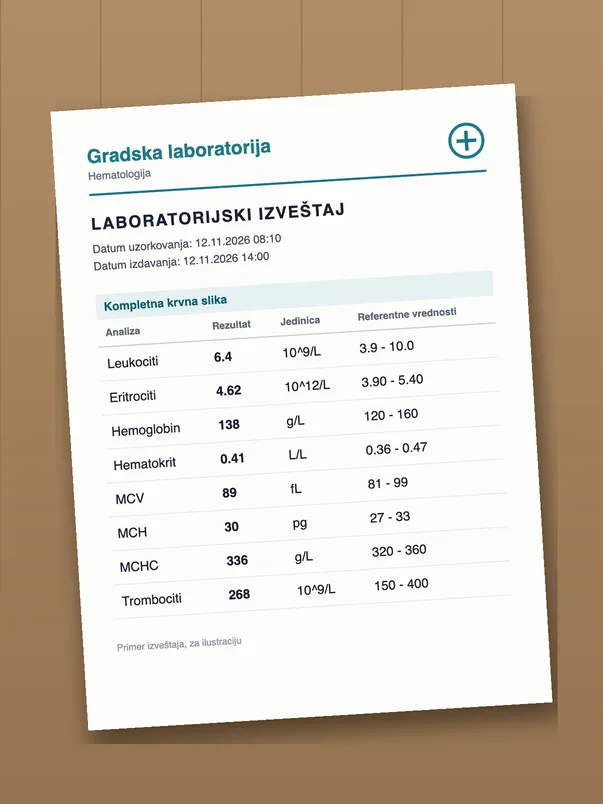 Gradska laboratorija
Hematologija
LABORATORIJSKI IZVEŠTAJ
Datum uzorkovanja: 12.11.2026 08:10
Datum izdavanja: 12.11.2026 14:00
Kompletna krvna slika
Analiza Rezultat Jedinica Referentne vrednosti
Leukociti 6.4 10^9/L 3.9 - 10.0
Eritrociti 4.62 10^12/L 3.90 - 5.40
Hemoglobin 138 g/L 120 - 160
Hematokrit 0.41 L/L 0.36 - 0.47
MCV 89 fL 81 - 99
MCH 30 pg 27 - 33
MCHC 336 g/L 320 - 360
Trombociti 268 10^9/L 150 - 400
Primer izveštaja, za ilustraciju